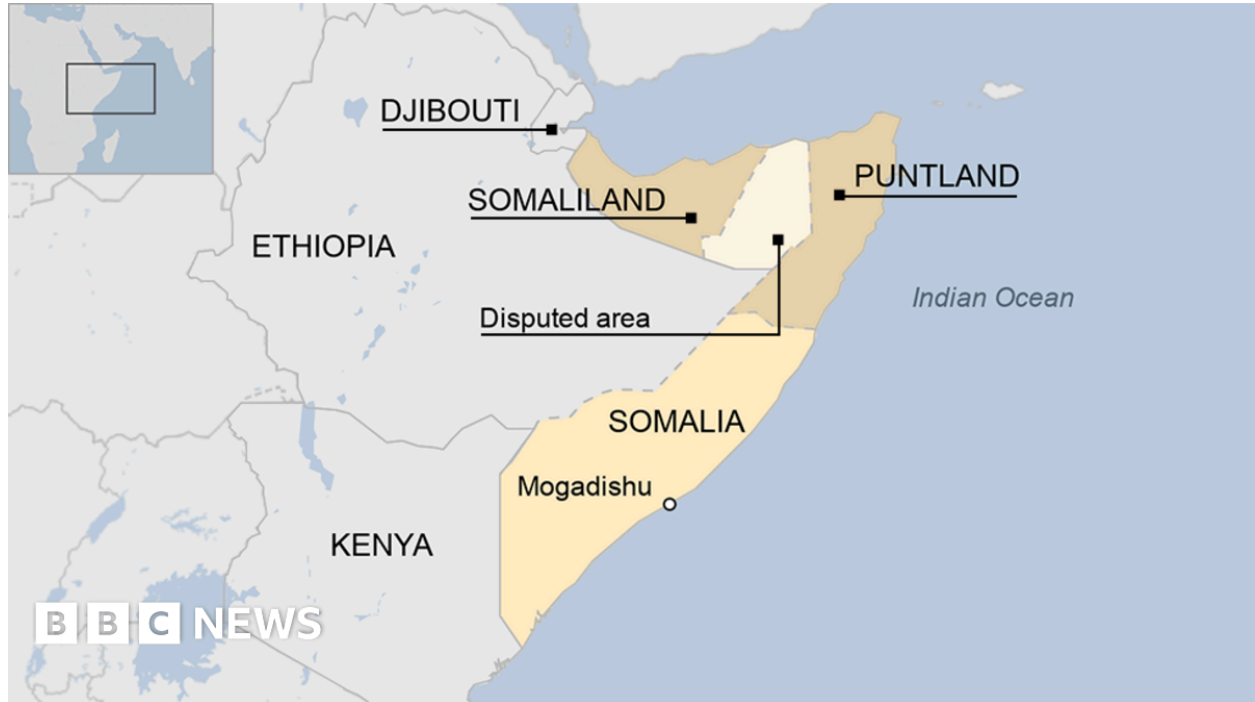 DJIBOUTI
PUNTLAND
SOMALILAND
ETHIOPIA
Indian Ocean
Disputed area
SOMALIA
Mogadishu
KENYA
BBC NEWS